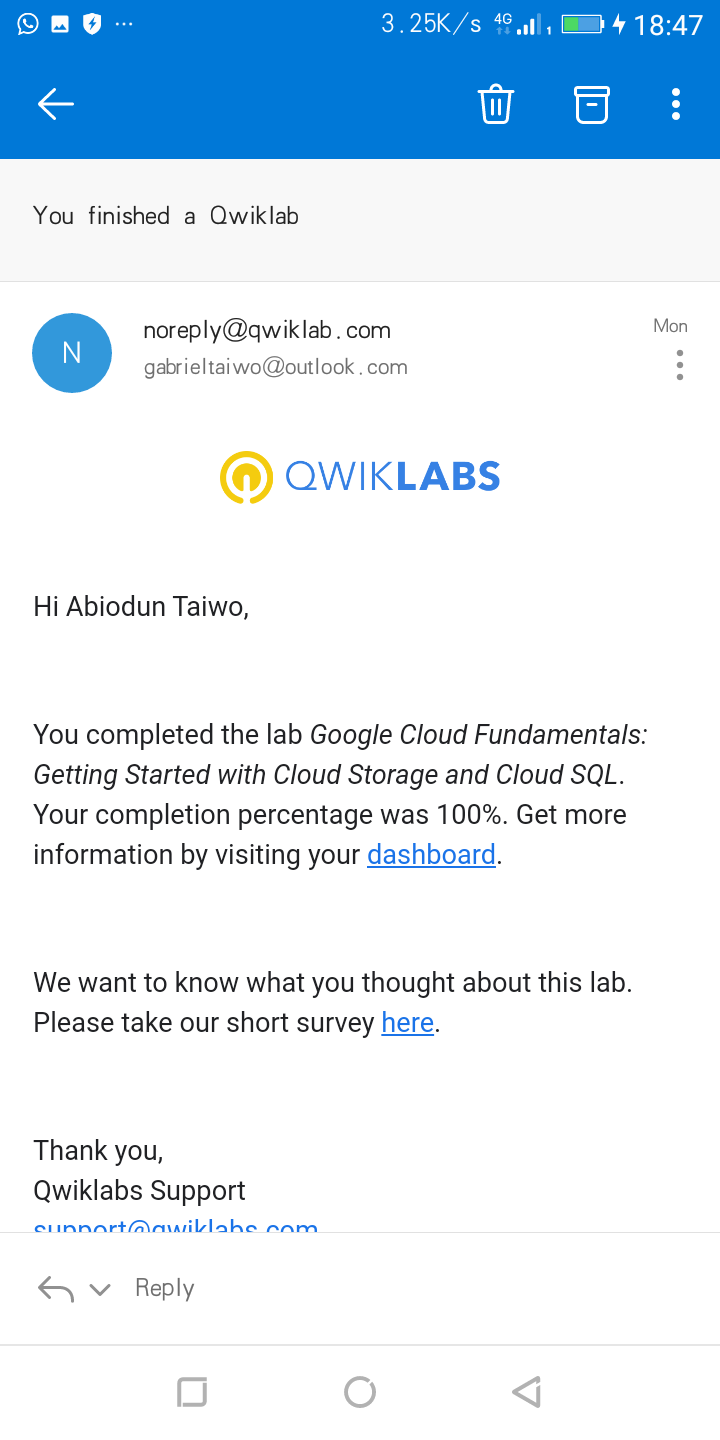 3.25K/s 4G 18:47
You finished a Qwiklab
N
noreply@qwiklab.com
Mon
gabrieltaiwo@outlook.com
QWIKLABS
Hi Abiodun Taiwo,
You completed the lab Google Cloud Fundamentals:
Getting Started with Cloud Storage and Cloud SQL.
Your completion percentage was 100%. Get more
information by visiting your dashboard.
We want to know what you thought about this lab.
Please take our short survey here.
Thank you,
Qwiklabs Support
support@qwiklabs.com
Reply